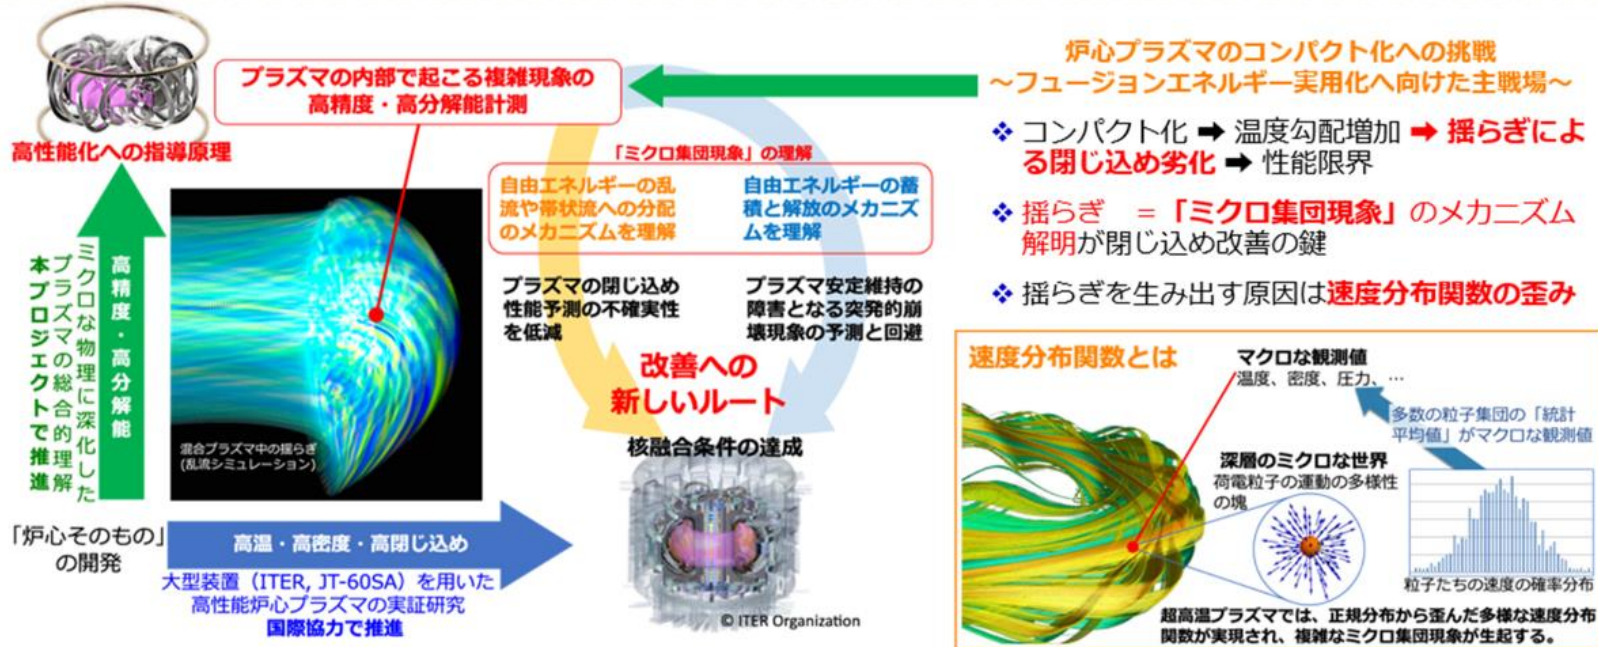 高性能化への指導原理
プラズマの内部で起こる複雑現象の
高精度・高分解能計測
「ミクロ集団現象」の理解
自由エネルギーの乱
流や帯状流への分配
のメカニズムを理解
自由エネルギーの蓄
積と解放のメカニズ
ムを理解
プラズマの閉じ込め
性能予測の不確実性
を低減
プラズマ安定維持の
障害となる突発的崩
壊現象の予測と回避
改善への
新しいルート
核融合条件の達成
© ITER Organization
高精度・高分解能
ミクロな物理に深化した
プラズマの総合的理解
本プロジェクトで推進
混合プラズマ中の揺らぎ
(乱流シミュレーション)
「炉心そのもの」
の開発
高温・高密度・高閉じ込め
大型装置（ITER, JT-60SA）を用いた
高性能炉心プラズマの実証研究
国際協力で推進
炉心プラズマのコンパクト化への挑戦
～フュージョンエネルギー実用化へ向けた主戦場～
❖ コンパクト化 ➡ 温度勾配増加 ➡ 揺らぎによ
る閉じ込め劣化 ➡ 性能限界
❖ 揺らぎ　=「ミクロ集団現象」のメカニズム
解明が閉じ込め改善の鍵
❖ 揺らぎを生み出す原因は速度分布関数の歪み
速度分布関数とは
マクロな観測値
温度、密度、圧力、…
多数の粒子集団の「統計
平均値」がマクロな観測値
深層のミクロな世界
荷電粒子の運動の多様性
の塊
粒子たちの速度の確率分布
超高温プラズマでは、正規分布から歪んだ多様な速度分布
関数が実現され、複雑なミクロ集団現象が生起する。